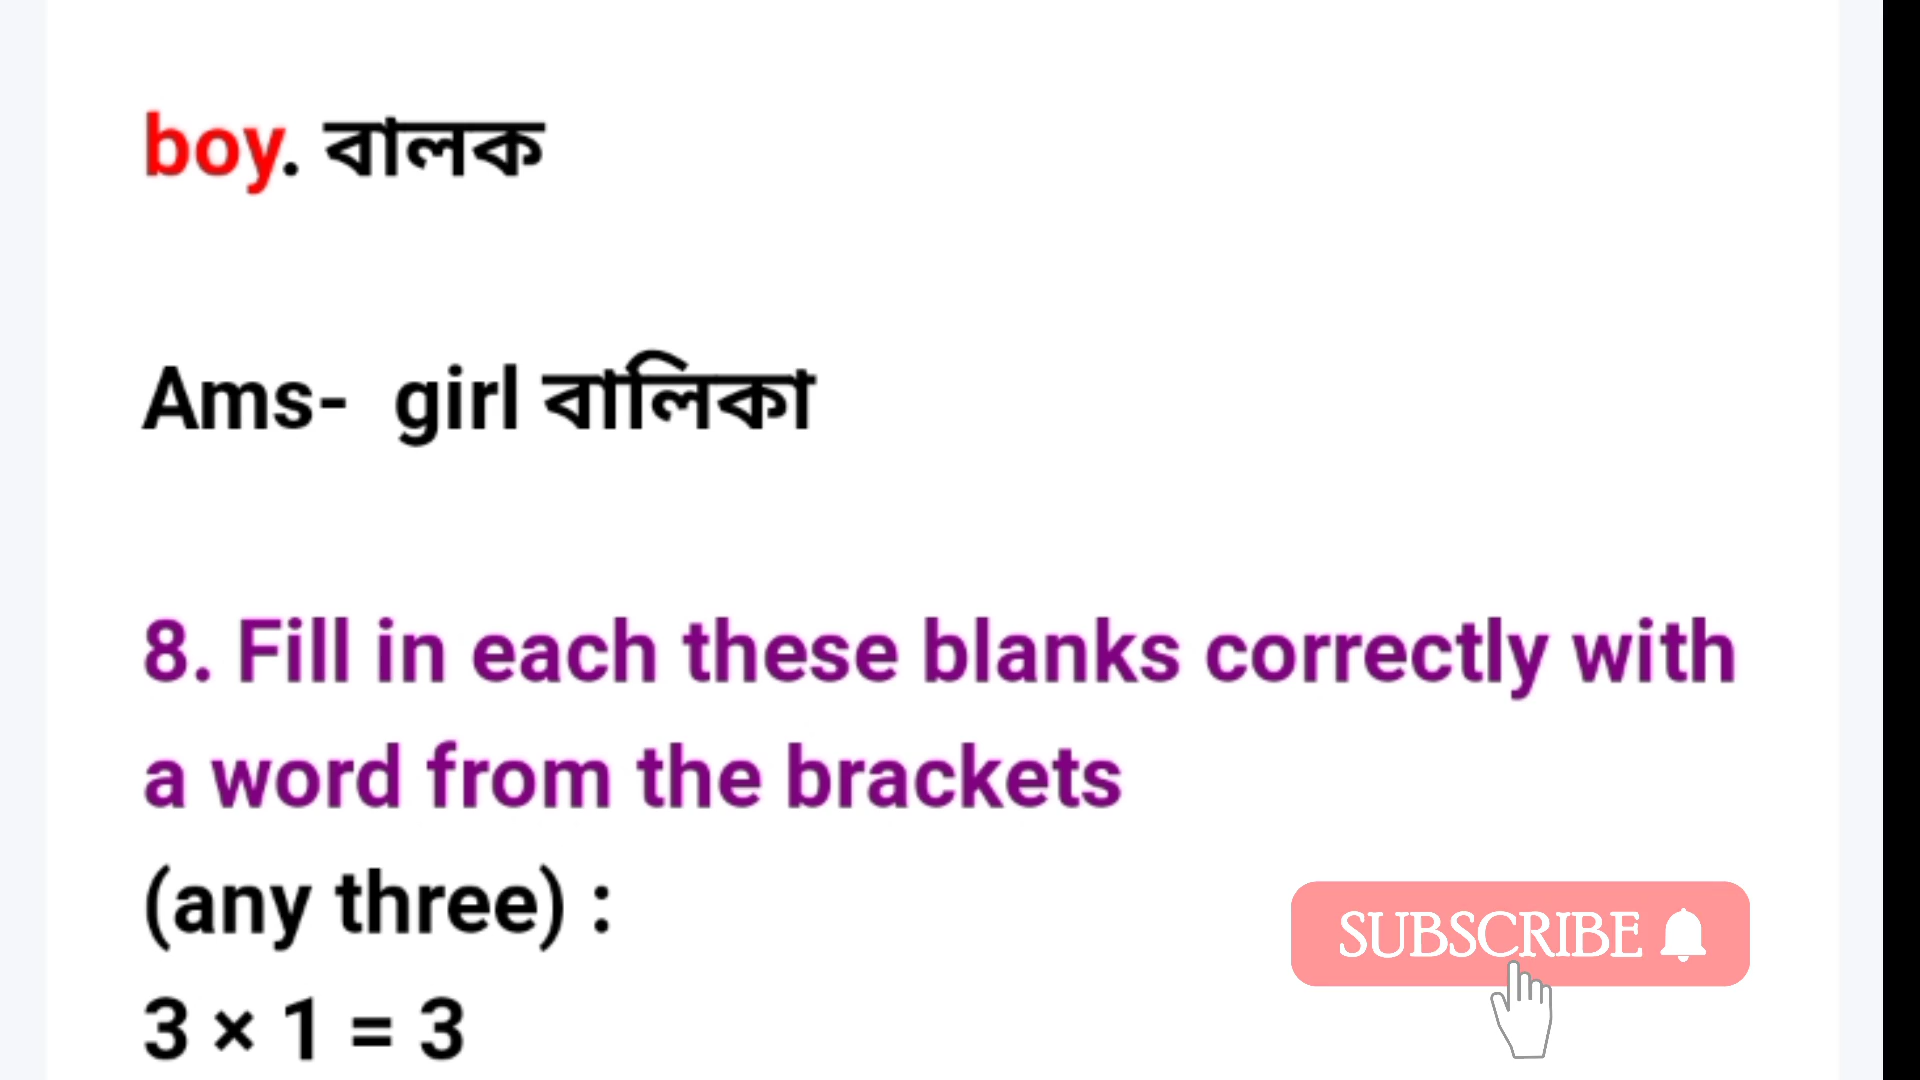 boy. বালক
Ams- girl বালিকা
8. Fill in each these blanks correctly with
a word from the brackets
(any three) :
SUBSCRIBE
3 × 1 = 3